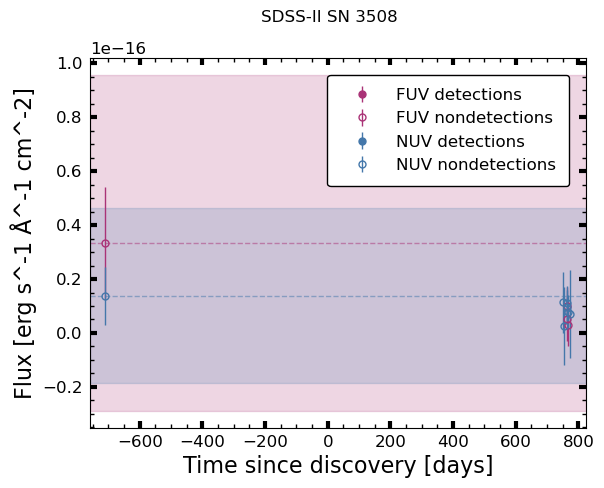 SDSS-II SN 3508
1e−16
1.0
0.8
0.6
0.4
0.2
0.0
−0.2
Flux [erg s^-1 Å^-1 cm^-2]
FUV detections
FUV nondetections
NUV detections
NUV nondetections
−600 −400 −200 0 200 400 600 800
Time since discovery [days]